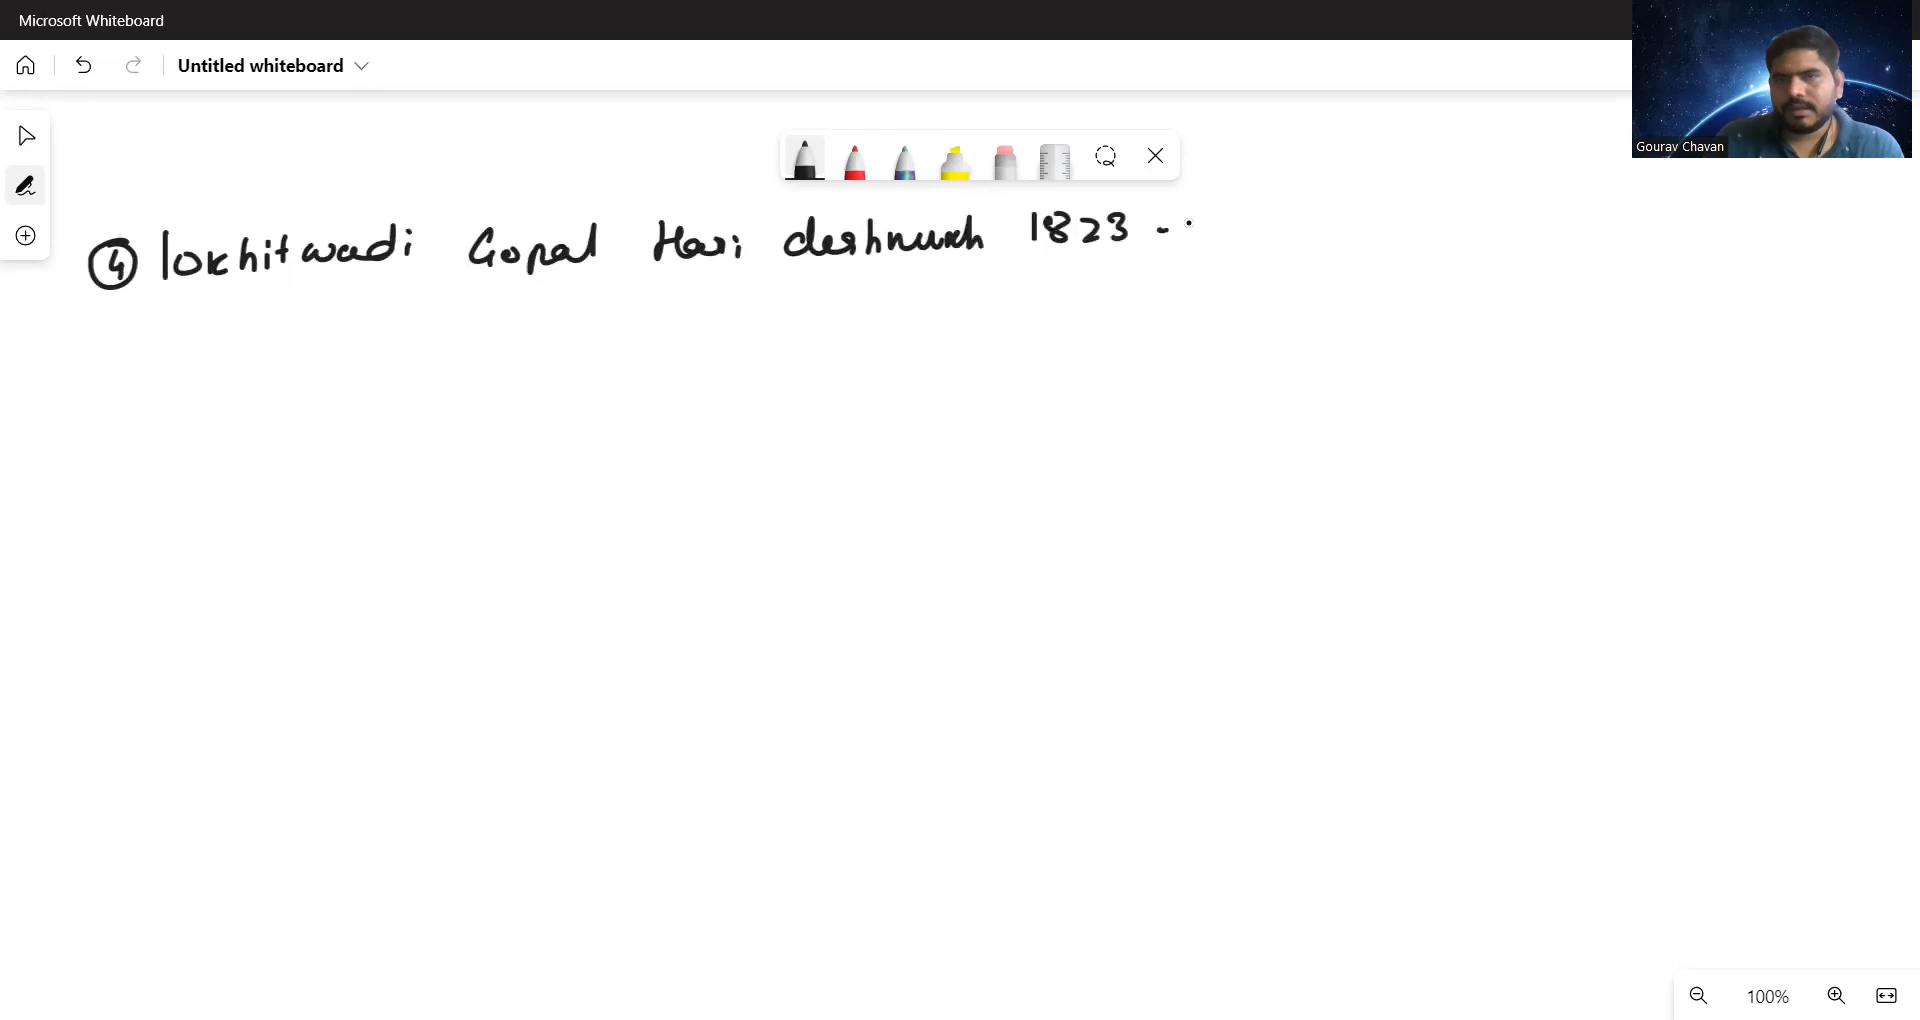 Microsoft Whiteboard
Untitled whiteboard
Gourav Chavan
④ lokhitwadi Gopal Hari deshmukh 1823 -
100%